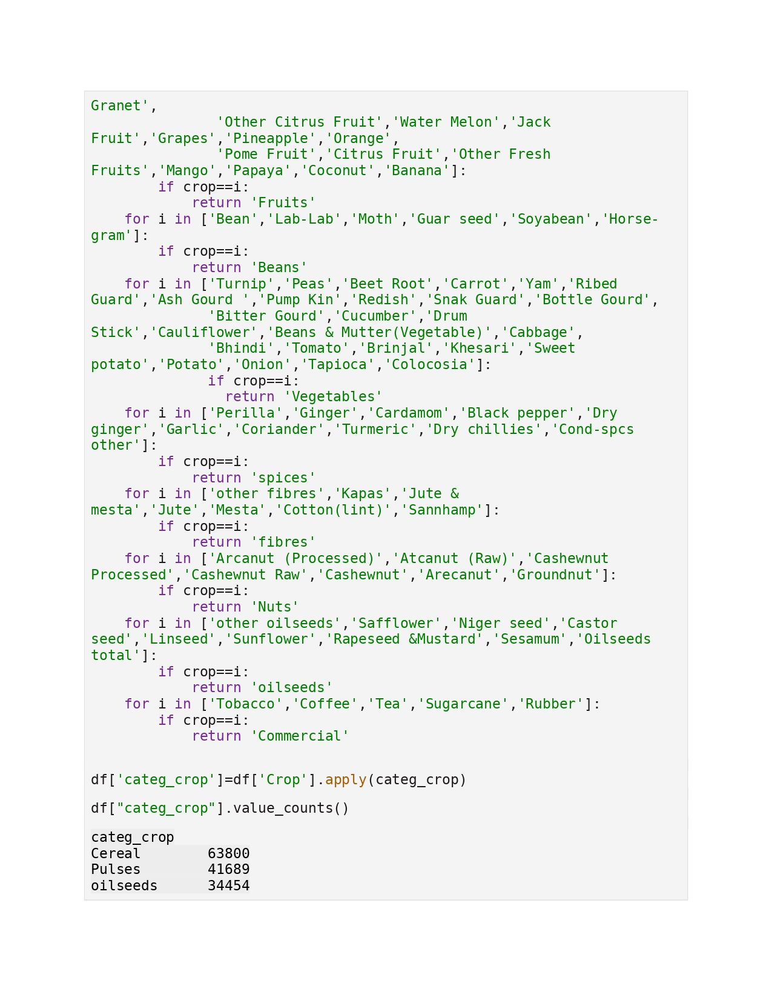 Granet',
               'Other Citrus Fruit','Water Melon','Jack
Fruit','Grapes','Pineapple','Orange',
               'Pome Fruit','Citrus Fruit','Other Fresh
Fruits','Mango','Papaya','Coconut','Banana']:
        if crop==i:
            return 'Fruits'
    for i in ['Bean','Lab-Lab','Moth','Guar seed','Soyabean','Horse-
gram']:
        if crop==i:
            return 'Beans'
    for i in ['Turnip','Peas','Beet Root','Carrot','Yam','Ribed
Guard','Ash Gourd ','Pump Kin','Redish','Snak Guard','Bottle Gourd',
              'Bitter Gourd','Cucumber','Drum
Stick','Cauliflower','Beans & Mutter(Vegetable)','Cabbage',
              'Bhindi','Tomato','Brinjal','Khesari','Sweet
potato','Potato','Onion','Tapioca','Colocosia']:
              if crop==i:
                return 'Vegetables'
    for i in ['Perilla','Ginger','Cardamom','Black pepper','Dry
ginger','Garlic','Coriander','Turmeric','Dry chillies','Cond-spcs
other']:
        if crop==i:
            return 'spices'
    for i in ['other fibres','Kapas','Jute &
mesta','Jute','Mesta','Cotton(lint)','Sannhamp']:
        if crop==i:
            return 'fibres'
    for i in ['Arcanut (Processed)','Atcanut (Raw)','Cashewnut
Processed','Cashewnut Raw','Cashewnut','Arecanut','Groundnut']:
        if crop==i:
            return 'Nuts'
    for i in ['other oilseeds','Safflower','Niger seed','Castor
seed','Linseed','Sunflower','Rapeseed &Mustard','Sesamum','Oilseeds
total']:
        if crop==i:
            return 'oilseeds'
    for i in ['Tobacco','Coffee','Tea','Sugarcane','Rubber']:
        if crop==i:
            return 'Commercial'
df['categ_crop']=df['Crop'].apply(categ_crop)
df["categ_crop"].value_counts()
categ_crop
Cereal        63800
Pulses        41689
oilseeds      34454